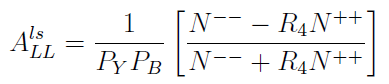 A_{LL}^{ls} = \frac{1}{P_Y P_B} \left[ \frac{N^{--} - R_4 N^{++}}{N^{--} + R_4 N^{++}} \right]